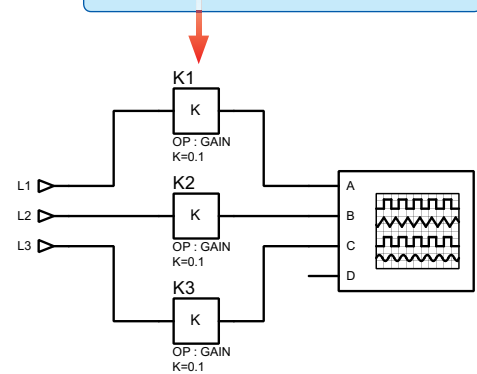 K1
K
OP : GAIN
K=0.1
L1
L2
L3
K2
K
OP : GAIN
K=0.1
K3
K
OP : GAIN
K=0.1
A
B
C
D